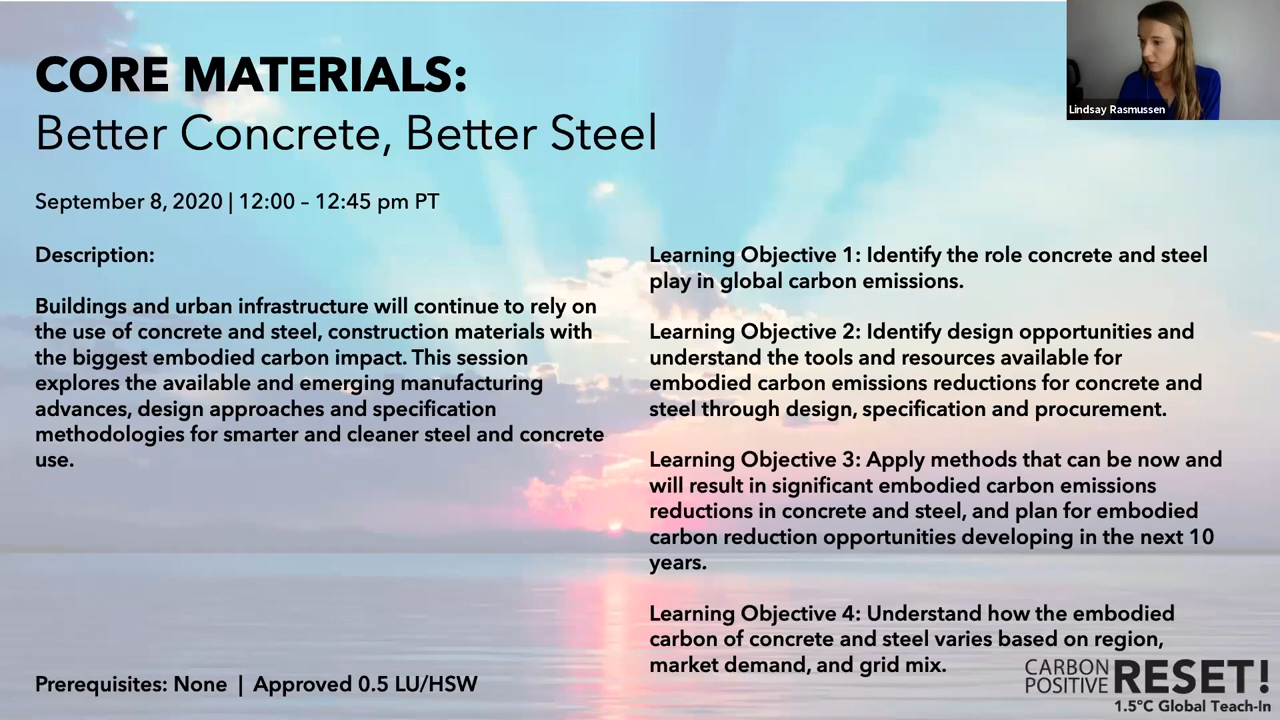 CORE MATERIALS:
Better Concrete, Better Steel
September 8, 2020 | 12:00 – 12:45 pm PT
Description:
Buildings and urban infrastructure will continue to rely on
the use of concrete and steel, construction materials with
the biggest embodied carbon impact. This session
explores the available and emerging manufacturing
advances, design approaches and specification
methodologies for smarter and cleaner steel and concrete
use.
Prerequisites: None | Approved 0.5 LU/HSW
Learning Objective 1: Identify the role concrete and steel
play in global carbon emissions.
Learning Objective 2: Identify design opportunities and
understand the tools and resources available for
embodied carbon emissions reductions for concrete and
steel through design, specification and procurement.
Learning Objective 3: Apply methods that can be now and
will result in significant embodied carbon emissions
reductions in concrete and steel, and plan for embodied
carbon reduction opportunities developing in the next 10
years.
Learning Objective 4: Understand how the embodied
carbon of concrete and steel varies based on region,
market demand, and grid mix.
Lindsay Rasmussen
CARBON
POSITIVE RESET!
1.5°C Global Teach-In